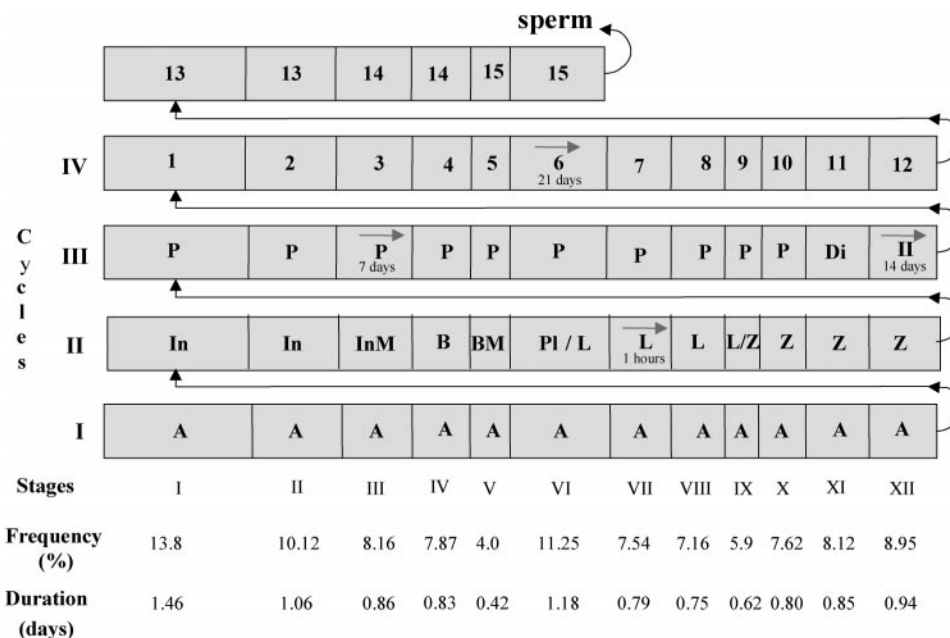 sperm
13 13 14 14 15 15
IV 1 2 3 4 5 6 7 8 9 10 11 12
21 days
Cycles
III P P P P P P P P P P Di II
7 days 14 days
II In In InM B BM Pl / L L L L/Z Z Z Z
1 hours
I A A A A A A A A A A A A
Stages I II III IV V VI VII VIII IX X XI XII
Frequency
(%) 13.8 10.12 8.16 7.87 4.0 11.25 7.54 7.16 5.9 7.62 8.12 8.95
Duration
(days) 1.46 1.06 0.86 0.83 0.42 1.18 0.79 0.75 0.62 0.80 0.85 0.94